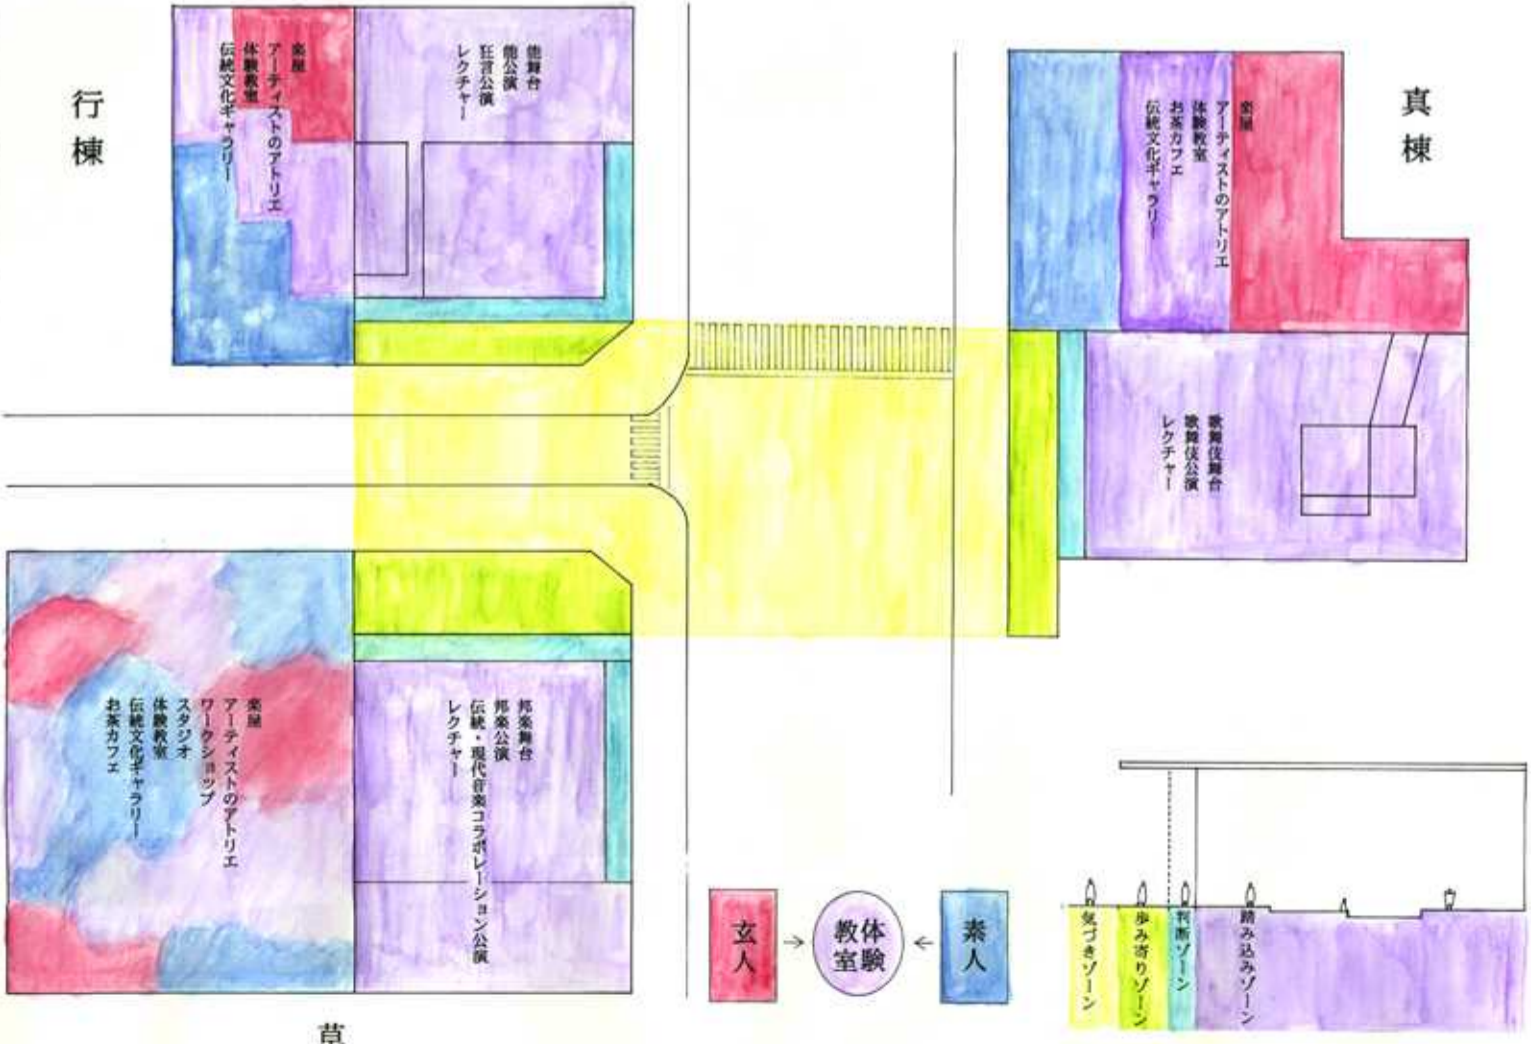 行棟
楽屋
アーティストのアトリエ
体験教室
伝統文化ギャラリー
能舞台
能公演
狂言公演
レクチャー
真棟
楽屋
アーティストのアトリエ
体験教室
お茶カフェ
伝統文化ギャラリー
歌舞伎舞台
歌舞伎公演
レクチャー
楽屋
アーティストのアトリエ
ワークショップ
スタジオ
体験教室
伝統文化ギャラリー
お茶カフェ
邦楽舞台
邦楽公演
伝統・現代音楽コラボレーション公演
レクチャー
草
玄人
体験
教室
素人
気づきゾーン
歩み寄りゾーン
判断ゾーン
踏み込みゾーン